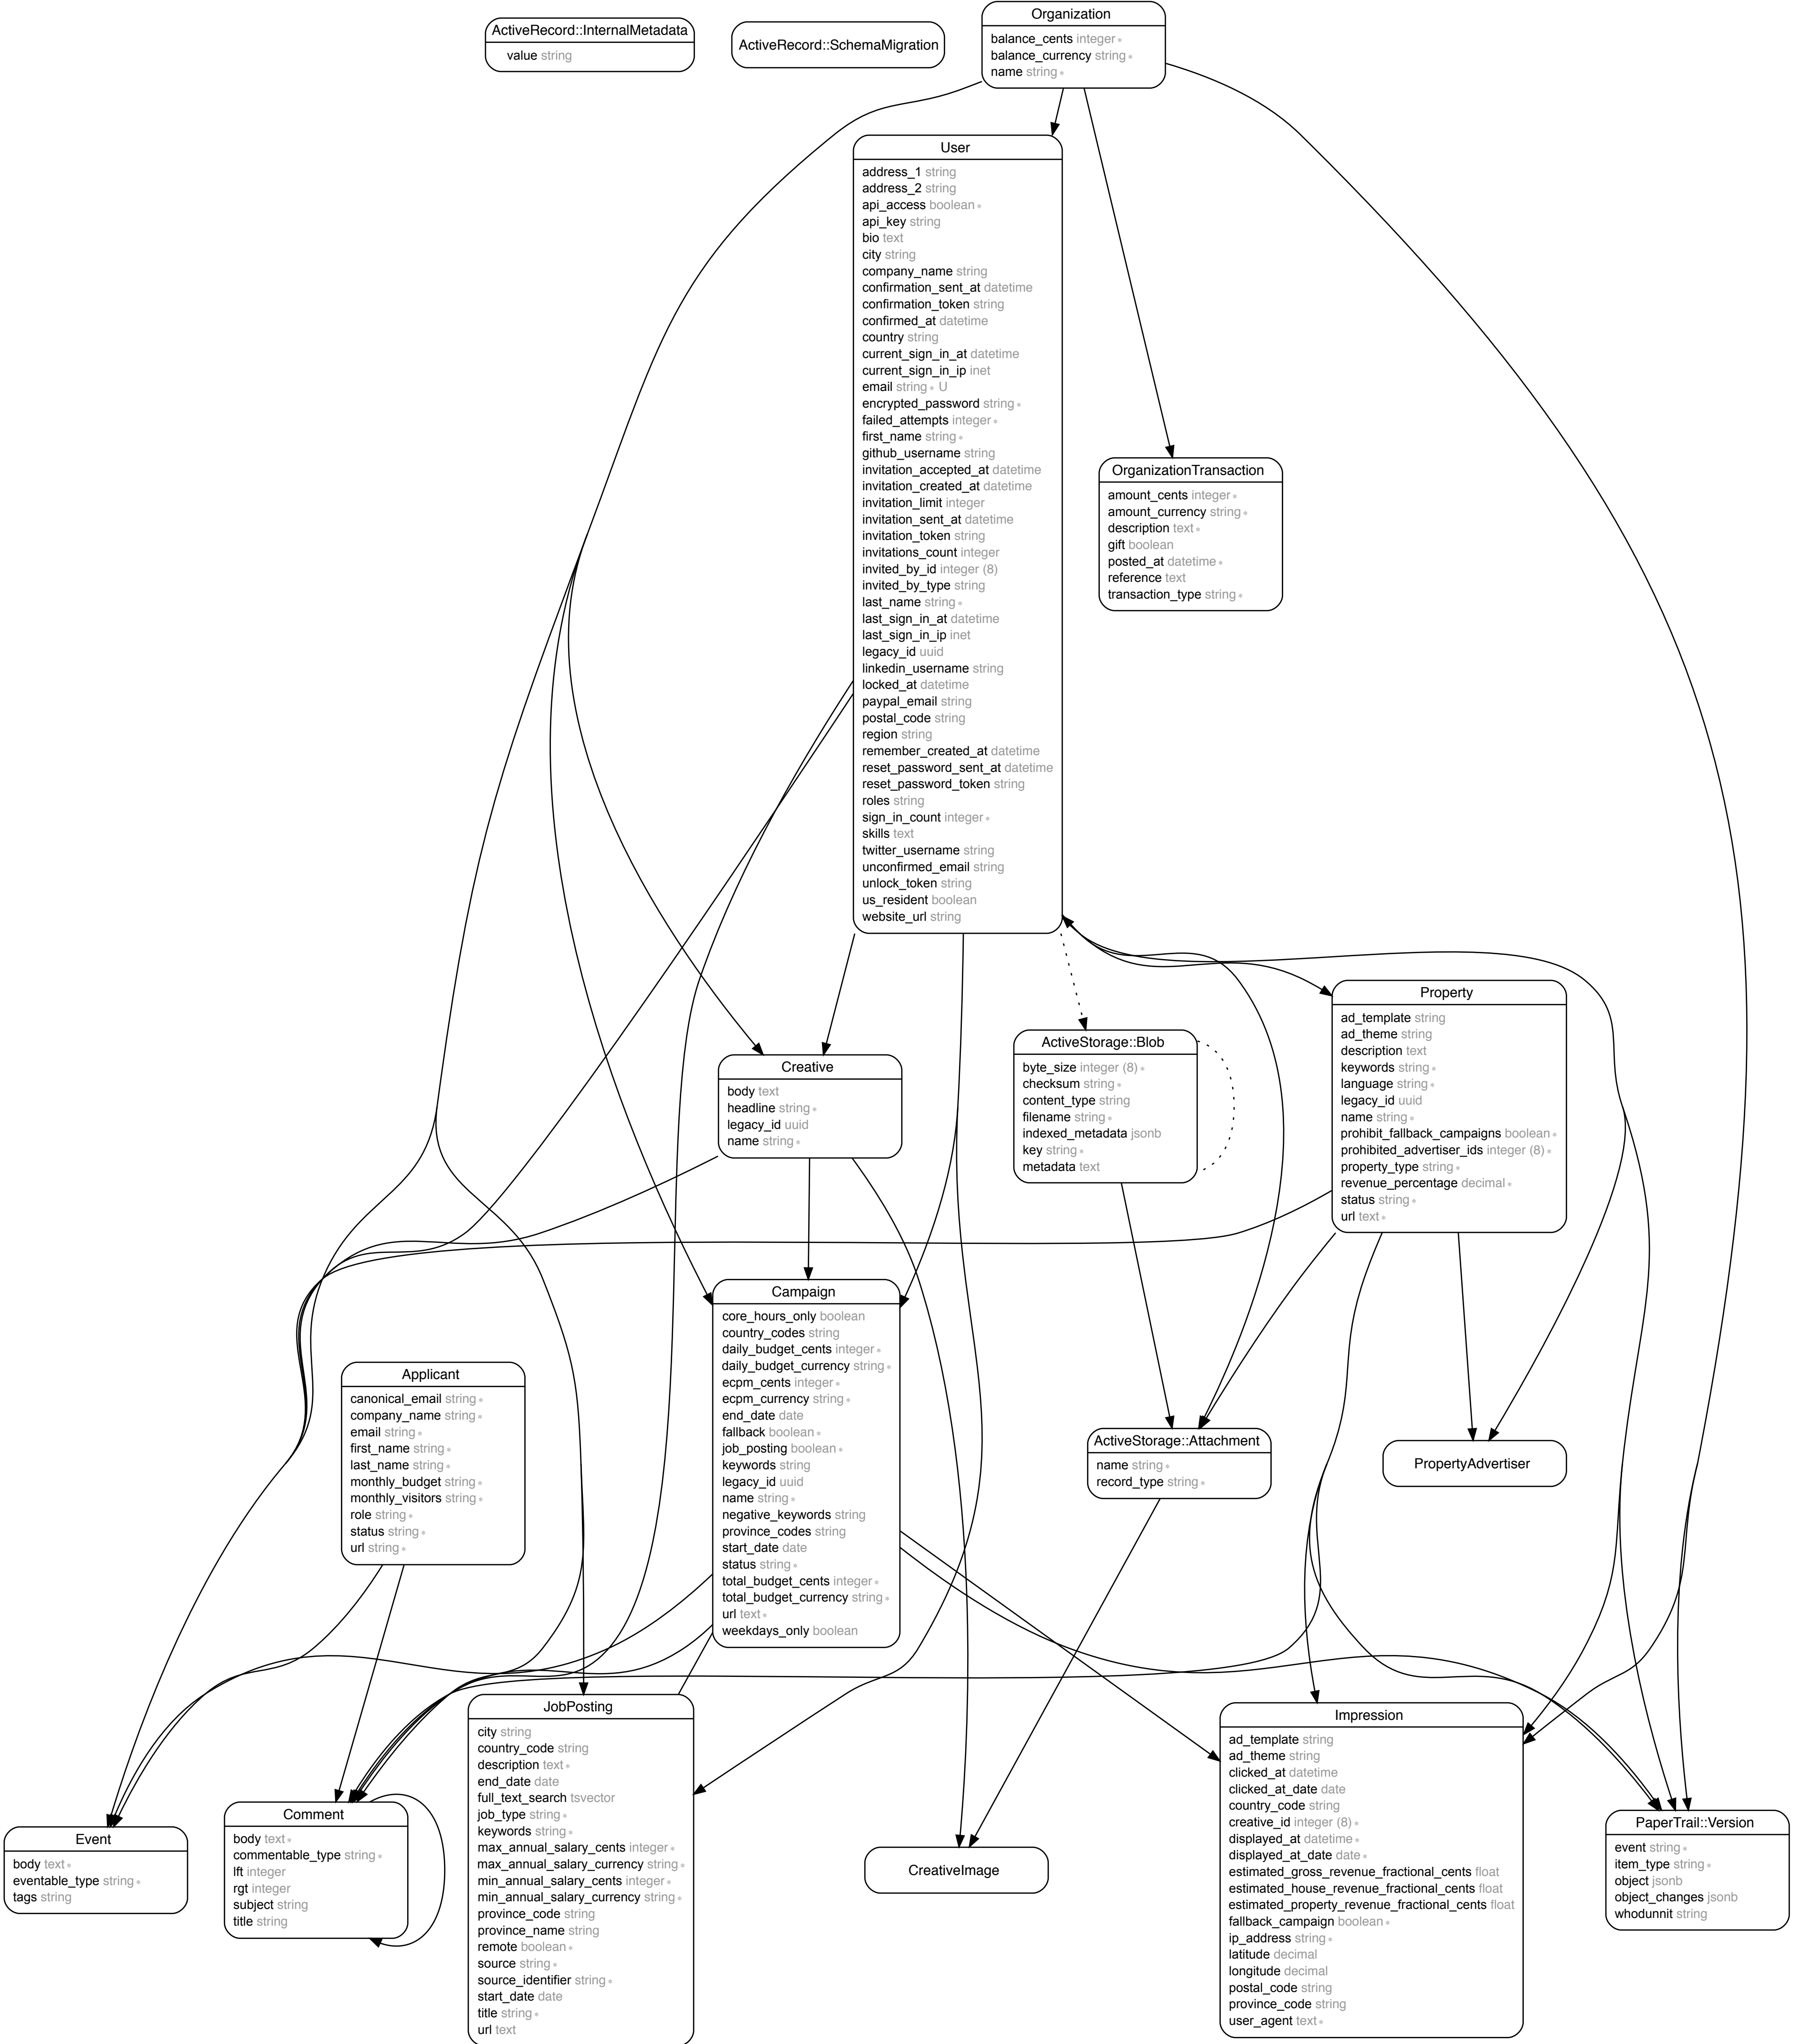 ActiveRecord::InternalMetadata
value string
ActiveRecord::SchemaMigration
Organization
balance_cents integer ∗
balance_currency string ∗
name string ∗
User
address_1 string
address_2 string
api_access boolean ∗
api_key string
bio text
city string
company_name string
confirmation_sent_at datetime
confirmation_token string
confirmed_at datetime
country string
current_sign_in_at datetime
current_sign_in_ip inet
email string ∗ U
encrypted_password string ∗
failed_attempts integer ∗
first_name string ∗
github_username string
invitation_accepted_at datetime
invitation_created_at datetime
invitation_limit integer
invitation_sent_at datetime
invitation_token string
invitations_count integer
invited_by_id integer (8)
invited_by_type string
last_name string ∗
last_sign_in_at datetime
last_sign_in_ip inet
legacy_id uuid
linkedin_username string
locked_at datetime
paypal_email string
postal_code string
region string
remember_created_at datetime
reset_password_sent_at datetime
reset_password_token string
roles string
sign_in_count integer ∗
skills text
twitter_username string
unconfirmed_email string
unlock_token string
us_resident boolean
website_url string
OrganizationTransaction
amount_cents integer ∗
amount_currency string ∗
description text ∗
gift boolean
posted_at datetime ∗
reference text
transaction_type string ∗
Property
ad_template string
ad_theme string
description text
keywords string ∗
language string ∗
legacy_id uuid
name string ∗
prohibit_fallback_campaigns boolean ∗
prohibited_advertiser_ids integer (8) ∗
property_type string ∗
revenue_percentage decimal ∗
status string ∗
url text ∗
ActiveStorage::Blob
byte_size integer (8) ∗
checksum string ∗
content_type string
filename string ∗
indexed_metadata jsonb
key string ∗
metadata text
Creative
body text
headline string ∗
legacy_id uuid
name string ∗
Campaign
core_hours_only boolean
country_codes string
daily_budget_cents integer ∗
daily_budget_currency string ∗
ecpm_cents integer ∗
ecpm_currency string ∗
end_date date
fallback boolean ∗
job_posting boolean ∗
keywords string
legacy_id uuid
name string ∗
negative_keywords string
province_codes string
start_date date
status string ∗
total_budget_cents integer ∗
total_budget_currency string ∗
url text ∗
weekdays_only boolean
Applicant
canonical_email string ∗
company_name string ∗
email string ∗
first_name string ∗
last_name string ∗
monthly_budget string ∗
monthly_visitors string ∗
role string ∗
status string ∗
url string ∗
ActiveStorage::Attachment
name string ∗
record_type string ∗
PropertyAdvertiser
JobPosting
city string
country_code string
description text ∗
end_date date
full_text_search tsvector
job_type string ∗
keywords string ∗
max_annual_salary_cents integer ∗
max_annual_salary_currency string ∗
min_annual_salary_cents integer ∗
min_annual_salary_currency string ∗
province_code string
province_name string
remote boolean ∗
source string ∗
source_identifier string ∗
start_date date
title string ∗
url text
Impression
ad_template string
ad_theme string
clicked_at datetime
clicked_at_date date
country_code string
creative_id integer (8) ∗
displayed_at datetime ∗
displayed_at_date date ∗
estimated_gross_revenue_fractional_cents float
estimated_house_revenue_fractional_cents float
estimated_property_revenue_fractional_cents float
fallback_campaign boolean ∗
ip_address string ∗
latitude decimal
longitude decimal
postal_code string
province_code string
user_agent text ∗
Comment
body text ∗
commentable_type string ∗
lft integer
rgt integer
subject string
title string
Event
body text ∗
eventable_type string ∗
tags string
CreativeImage
PaperTrail::Version
event string ∗
item_type string ∗
object jsonb
object_changes jsonb
whodunnit string